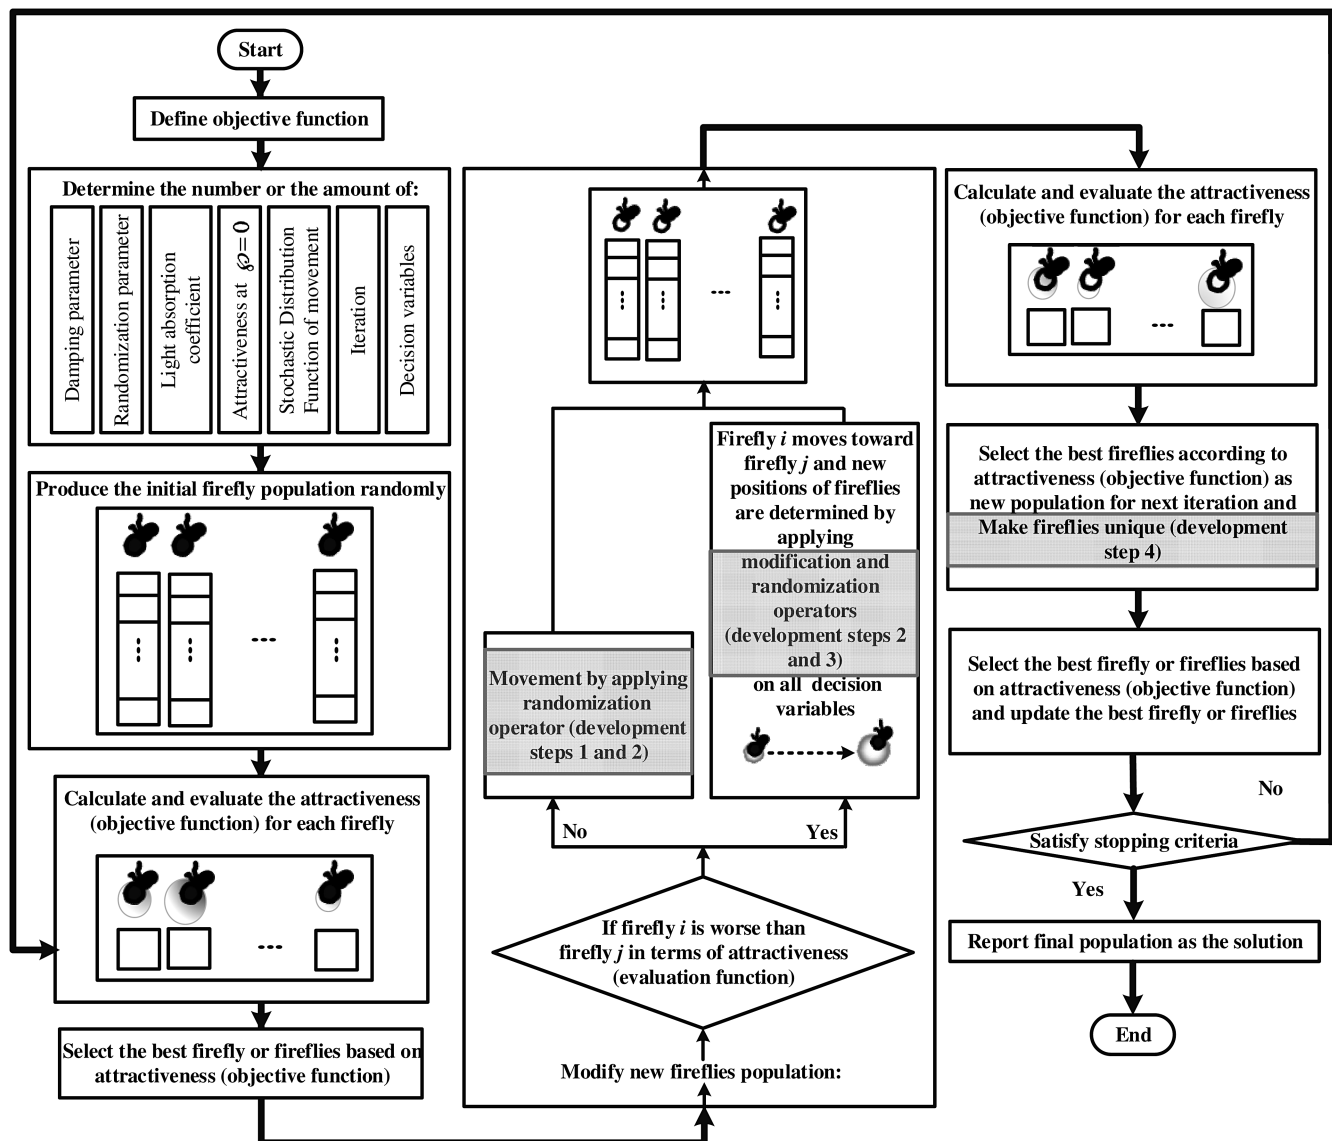 Start
Define objective function
Determine the number or the amount of:
Damping parameter
Randomization parameter
Light absorption
coefficient
Attractiveness at ℘=0
Stochastic Distribution
Function of movement
Iteration
Decision variables
Produce the initial firefly population randomly
...
Calculate and evaluate the attractiveness
(objective function) for each firefly
...
Select the best firefly or fireflies based on
attractiveness (objective function)
Modify new fireflies population:
If firefly i is worse than
firefly j in terms of attractiveness
(evaluation function)
No
Yes
Movement by applying
randomization
operator (development
steps 1 and 2)
Firefly i moves toward
firefly j and new
positions of fireflies
are determined by
applying
modification and
randomization
operators
(development steps 2
and 3)
on all decision
variables
...
Calculate and evaluate the attractiveness
(objective function) for each firefly
...
Select the best fireflies according to
attractiveness (objective function) as
new population for next iteration and
Make fireflies unique (development
step 4)
Select the best firefly or fireflies based
on attractiveness (objective function)
and update the best firefly or fireflies
No
Satisfy stopping criteria
Yes
Report final population as the solution
End